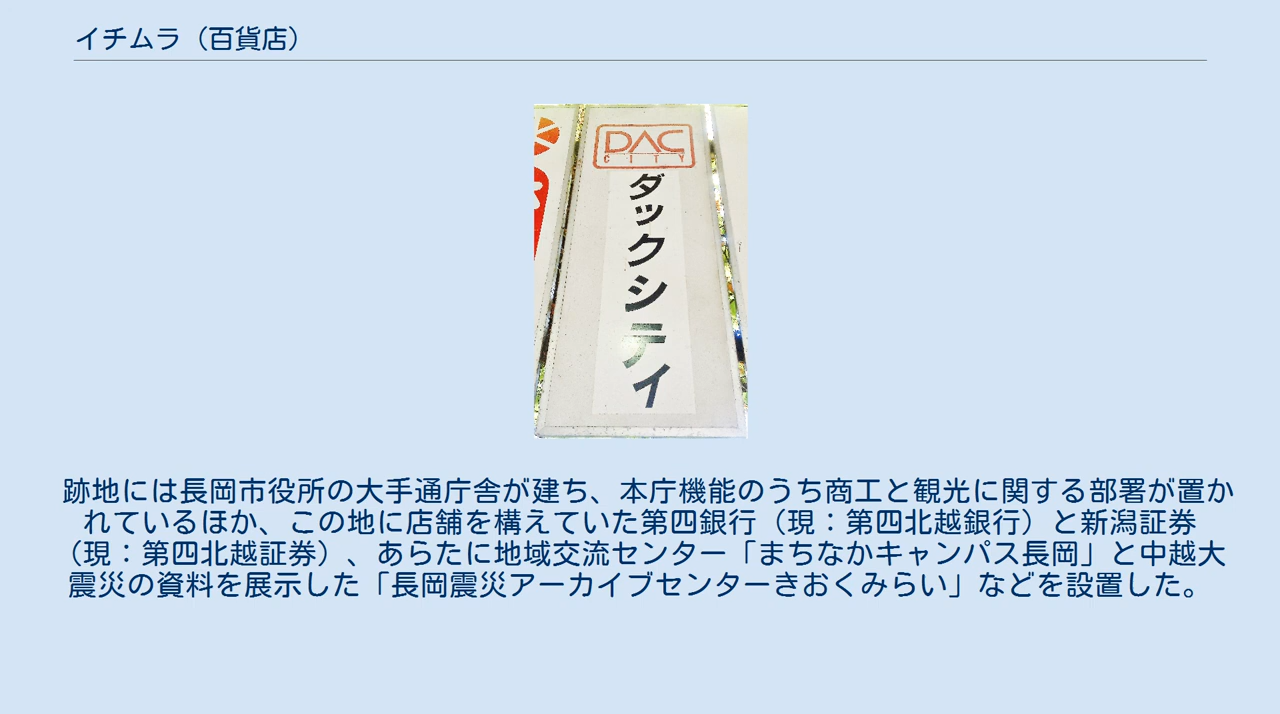 イチムラ（百貨店）
DAC
CITY
ダックシティ
跡地には長岡市役所の大手通庁舎が建ち、本庁機能のうち商工と観光に関する部署が置か
れているほか、この地に店舗を構えていた第四銀行（現：第四北越銀行）と新潟証券
（現：第四北越証券）、あらたに地域交流センター「まちなかキャンパス長岡」と中越大
震災の資料を展示した「長岡震災アーカイブセンターきおくみらい」などを設置した。